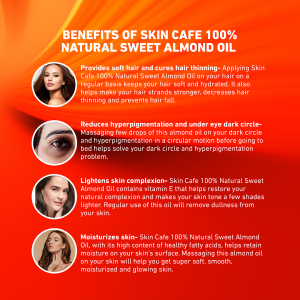 BENEFITS OF SKIN CAFE 100%
NATURAL SWEET ALMOND OIL
Provides soft hair and cures hair thinning- Applying Skin
Cafe 100% Natural Sweet Almond Oil on your hair on a
regular basis keeps your hair soft and hydrated. It also
helps make your hair strands stronger, decreases hair
thinning and prevents hair fall.
Reduces hyperpigmentation and under eye dark circle-
Massaging few drops of this almond oil on your dark circle
and hyperpigmentation in a circular motion before going to
bed helps solve your dark circle and hyperpigmentation
problem.
Lightens skin complexion- Skin Cafe 100% Natural Sweet
Almond Oil contains vitamin E that helps restore your
natural complexion and makes your skin tone a few shades
lighter. Regular use of this oil will remove dullness from
your skin.
Moisturizes skin- Skin Cafe 100% Natural Sweet Almond
Oil, with its high content of healthy fatty acids, helps retain
moisture on your skin's surface. Massaging this almond oil
on your skin will help you get super soft, smooth,
moisturized and glowing skin.